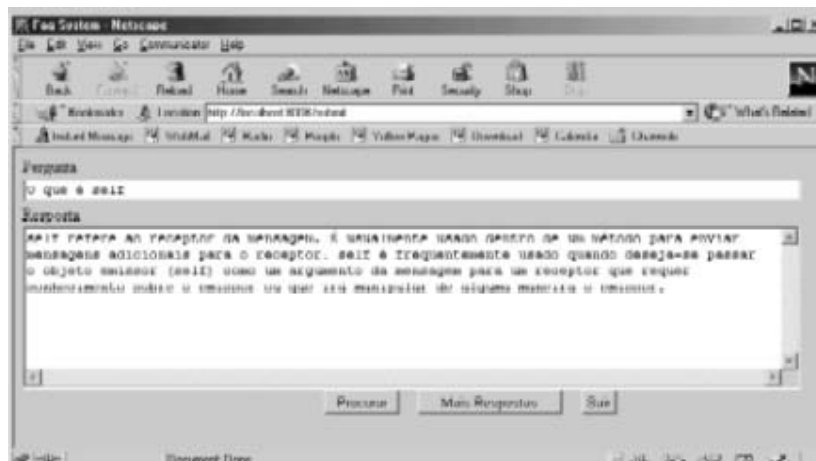 Faq System - Netscape
File Edit View Go Communicator Help
Back Forward Reload Home Search Netscape Print Security Shop Stop
Bookmarks Location http://localhost:8008/submit What's Related
Instant Message WebMail Radio People Yellow Pages Download Calendar Channels
Pergunta
O que é self
Resposta
self refere ao receptor da mensagem. É usualmente usado dentro de um método para enviar
mensagens adicionais para o receptor. self é frequentemente usado quando deseja-se passar
o objeto emissor (self) como um argumento da mensagem para um receptor que requer
conhecimento sobre o emissor ou que irá manipular de alguma maneira o emissor.
Procurar Mais Respostas Sair
Document Done